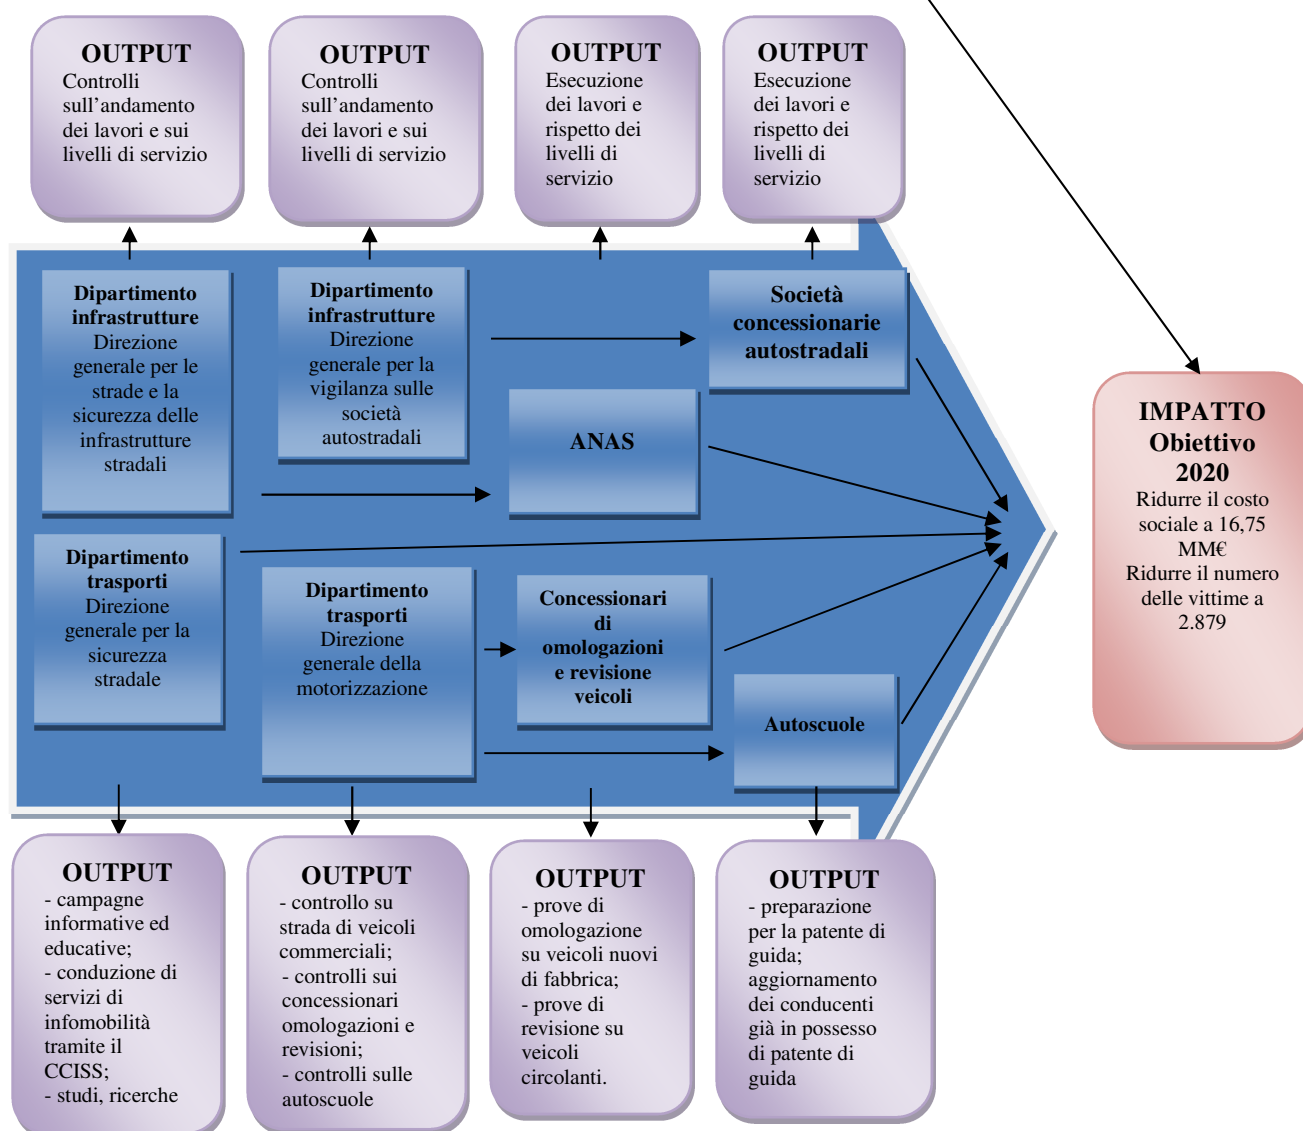 OUTPUT
Controlli
sull’andamento
dei lavori e sui
livelli di servizio
OUTPUT
Controlli
sull’andamento
dei lavori e sui
livelli di servizio
OUTPUT
Esecuzione
dei lavori e
rispetto dei
livelli di
servizio
OUTPUT
Esecuzione
dei lavori e
rispetto dei
livelli di
servizio
Dipartimento
infrastrutture
Direzione
generale per le
strade e la
sicurezza delle
infrastrutture
stradali
Dipartimento
infrastrutture
Direzione
generale per la
vigilanza sulle
società
autostradali
Società
concessionarie
autostradali
ANAS
IMPATTO
Obiettivo
2020
Ridurre il costo
sociale a 16,75
MM€
Ridurre il numero
delle vittime a
2.879
Dipartimento
trasporti
Direzione
generale per la
sicurezza
stradale
Dipartimento
trasporti
Direzione
generale della
motorizzazione
Concessionari
di
omologazioni
e revisione
veicoli
Autoscuole
OUTPUT
- campagne
informative ed
educative;
- conduzione di
servizi di
infomobilità
tramite il
CCISS;
- studi, ricerche
OUTPUT
- controllo su
strada di veicoli
commerciali;
- controlli sui
concessionari
omologazioni e
revisioni;
- controlli sulle
autoscuole
OUTPUT
- prove di
omologazione
su veicoli nuovi
di fabbrica;
- prove di
revisione su
veicoli
circolanti.
OUTPUT
- preparazione
per la patente di
guida;
aggiornamento
dei conducenti
già in possesso
di patente di
guida